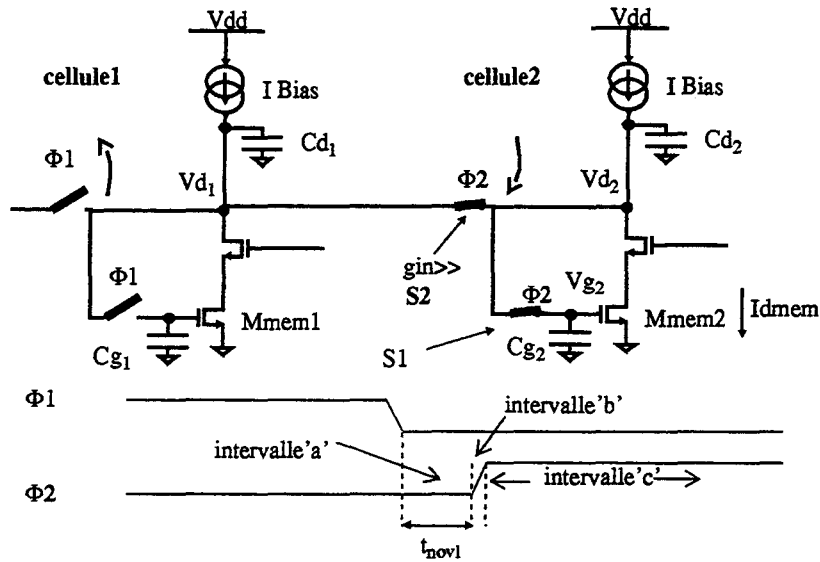 Vdd
Vdd
cellule1
cellule2
I Bias
I Bias
Cd1
Cd2
Φ1
Vd1
Φ2
Vd2
gin>>
S2
Φ1
Φ2
Vg2
Mmem1
Mmem2
Idmem
Cg1
S1
Cg2
Φ1
intervalle'b'
intervalle'a'
intervalle'c'
Φ2
tnovl